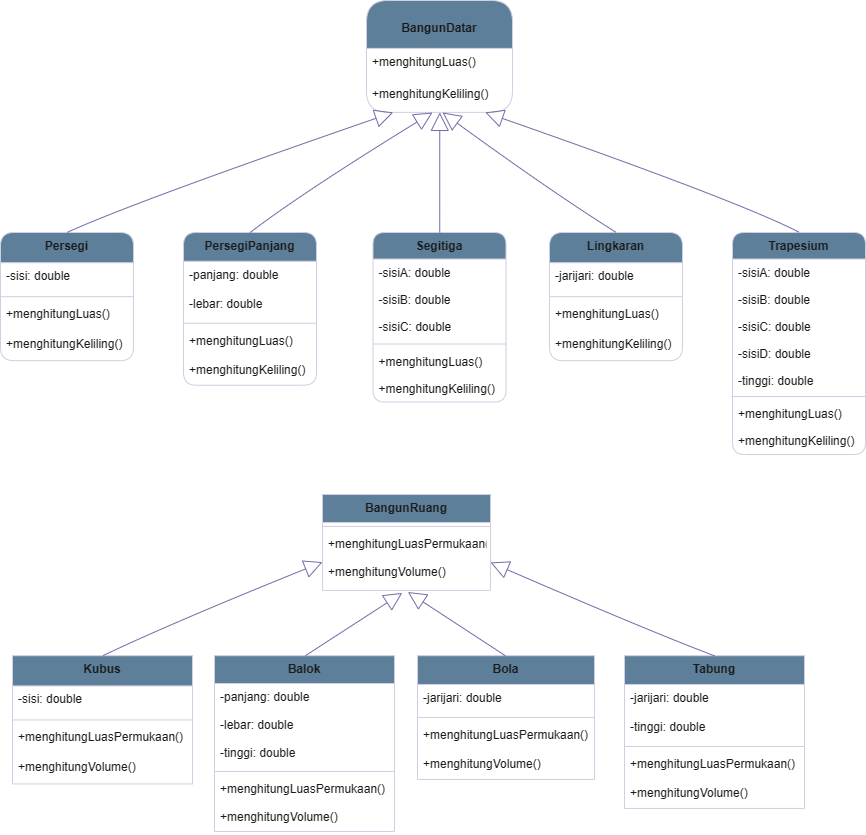 BangunDatar
+menghitungLuas()
+menghitungKeliling()
Persegi
-sisi: double
+menghitungLuas()
+menghitungKeliling()
PersegiPanjang
-panjang: double
-lebar: double
+menghitungLuas()
+menghitungKeliling()
Segitiga
-sisiA: double
-sisiB: double
-sisiC: double
+menghitungLuas()
+menghitungKeliling()
Lingkaran
-jarijari: double
+menghitungLuas()
+menghitungKeliling()
Trapesium
-sisiA: double
-sisiB: double
-sisiC: double
-sisiD: double
-tinggi: double
+menghitungLuas()
+menghitungKeliling()
BangunRuang
+menghitungLuasPermukaan(
+menghitungVolume()
Kubus
-sisi: double
+menghitungLuasPermukaan()
+menghitungVolume()
Balok
-panjang: double
-lebar: double
-tinggi: double
+menghitungLuasPermukaan()
+menghitungVolume()
Bola
-jarijari: double
+menghitungLuasPermukaan()
+menghitungVolume()
Tabung
-jarijari: double
-tinggi: double
+menghitungLuasPermukaan()
+menghitungVolume()